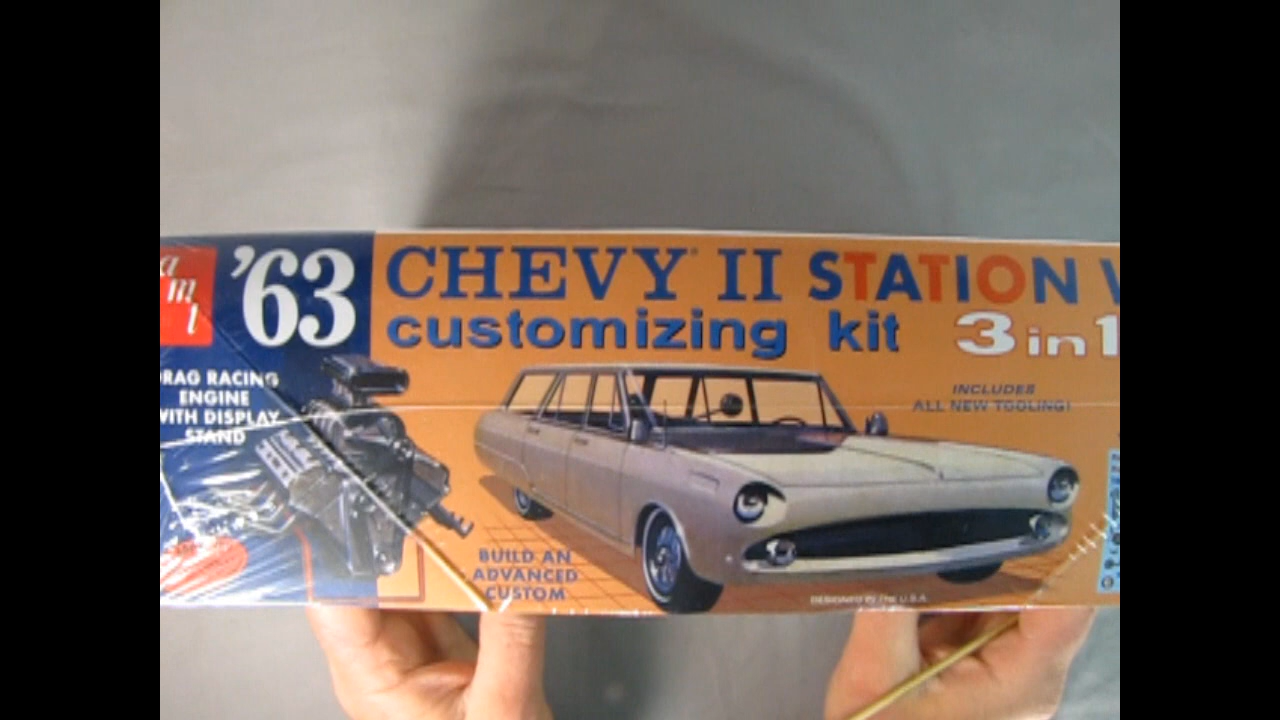 amt
'63
CHEVY II STATION
customizing kit 3 in 1
DRAG RACING
ENGINE
WITH DISPLAY
STAND
INCLUDES
ALL NEW TOOLING!
BUILD AN
ADVANCED
CUSTOM
DESIGNED IN THE U.S.A.